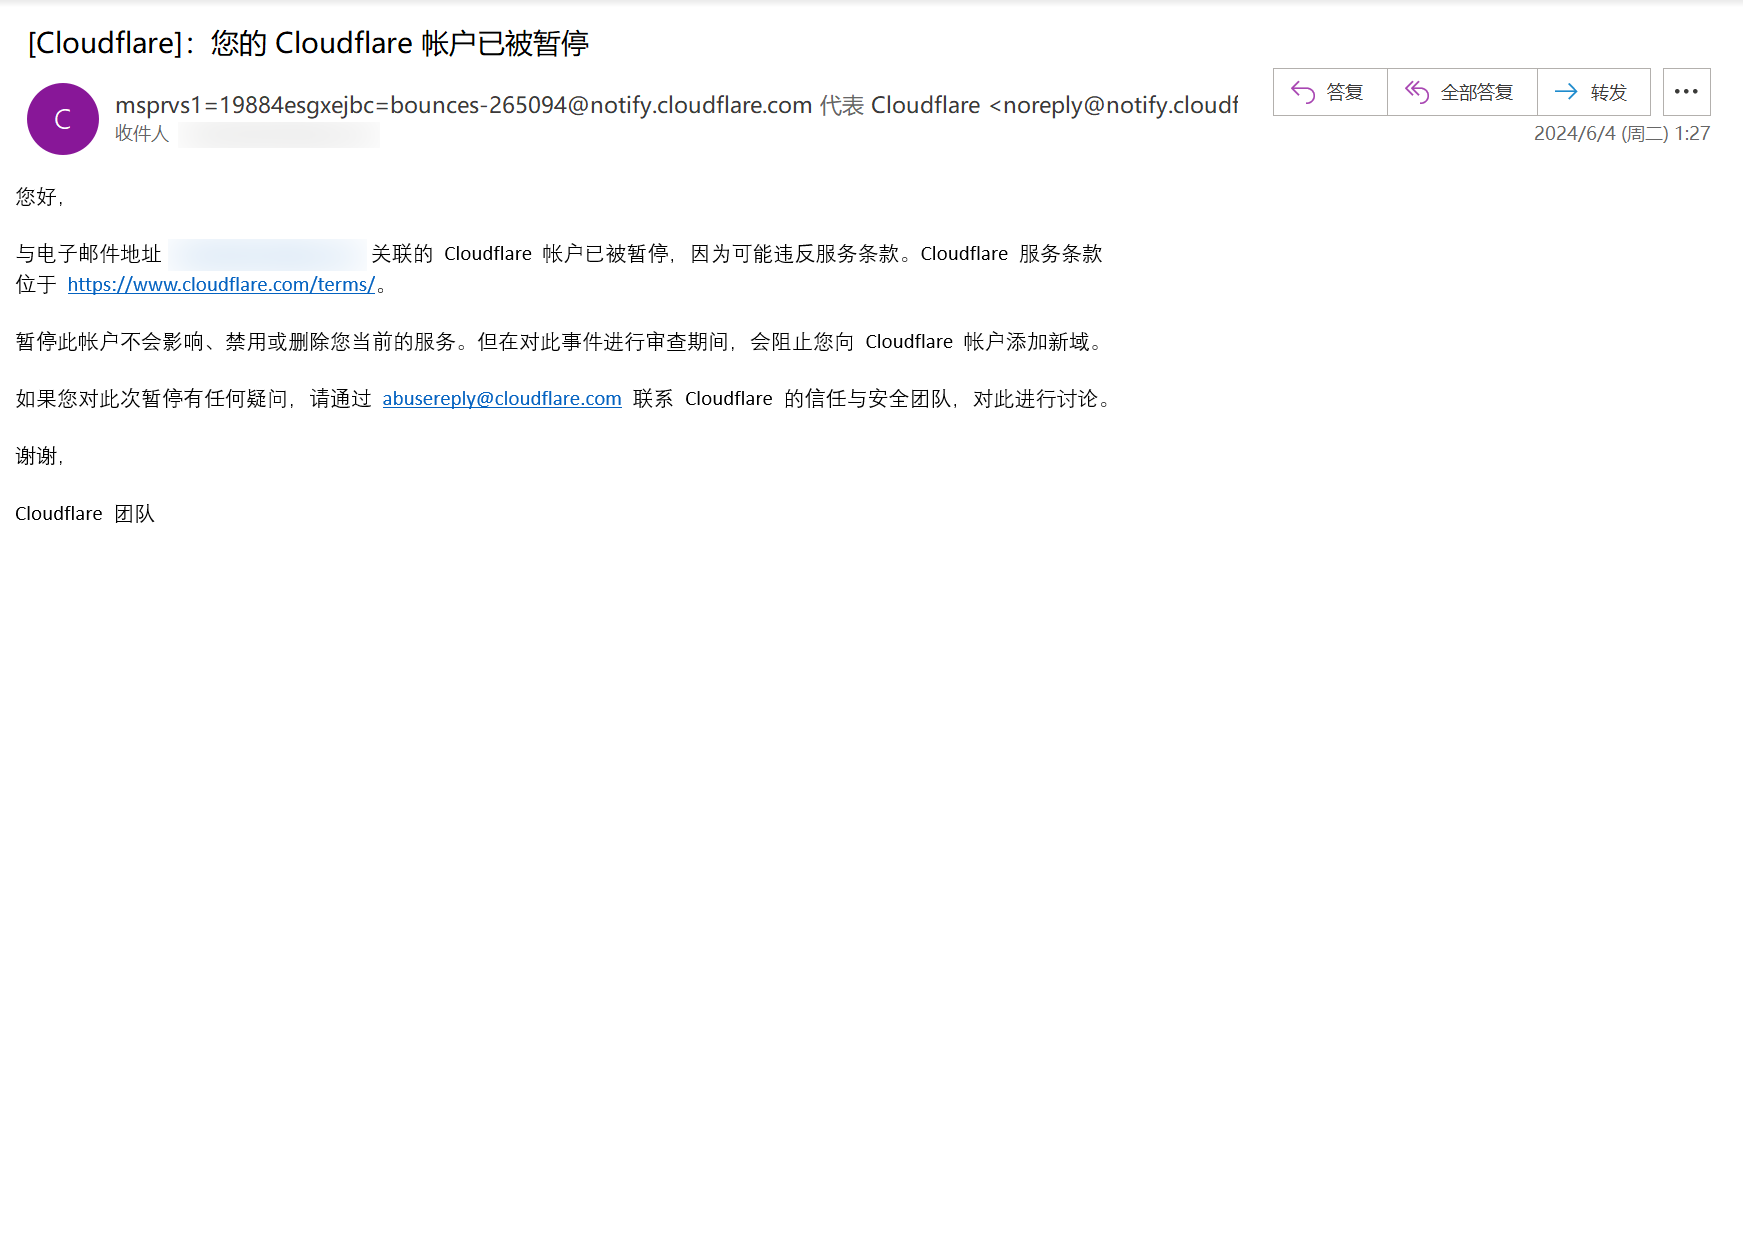 [Cloudflare]：您的 Cloudflare 帐户已被暂停
C
msprvs1=19884esgxejbc=bounces-265094@notify.cloudflare.com 代表 Cloudflare <noreply@notify.cloudf
收件人
答复 全部答复 转发 ···
2024/6/4 (周二) 1:27
您好，
与电子邮件地址 关联的 Cloudflare 帐户已被暂停，因为可能违反服务条款。Cloudflare 服务条款
位于 https://www.cloudflare.com/terms/。
暂停此帐户不会影响、禁用或删除您当前的服务。但在对此事件进行审查期间，会阻止您向 Cloudflare 帐户添加新域。
如果您对此次暂停有任何疑问，请通过 abusereply@cloudflare.com 联系 Cloudflare 的信任与安全团队，对此进行讨论。
谢谢，
Cloudflare 团队